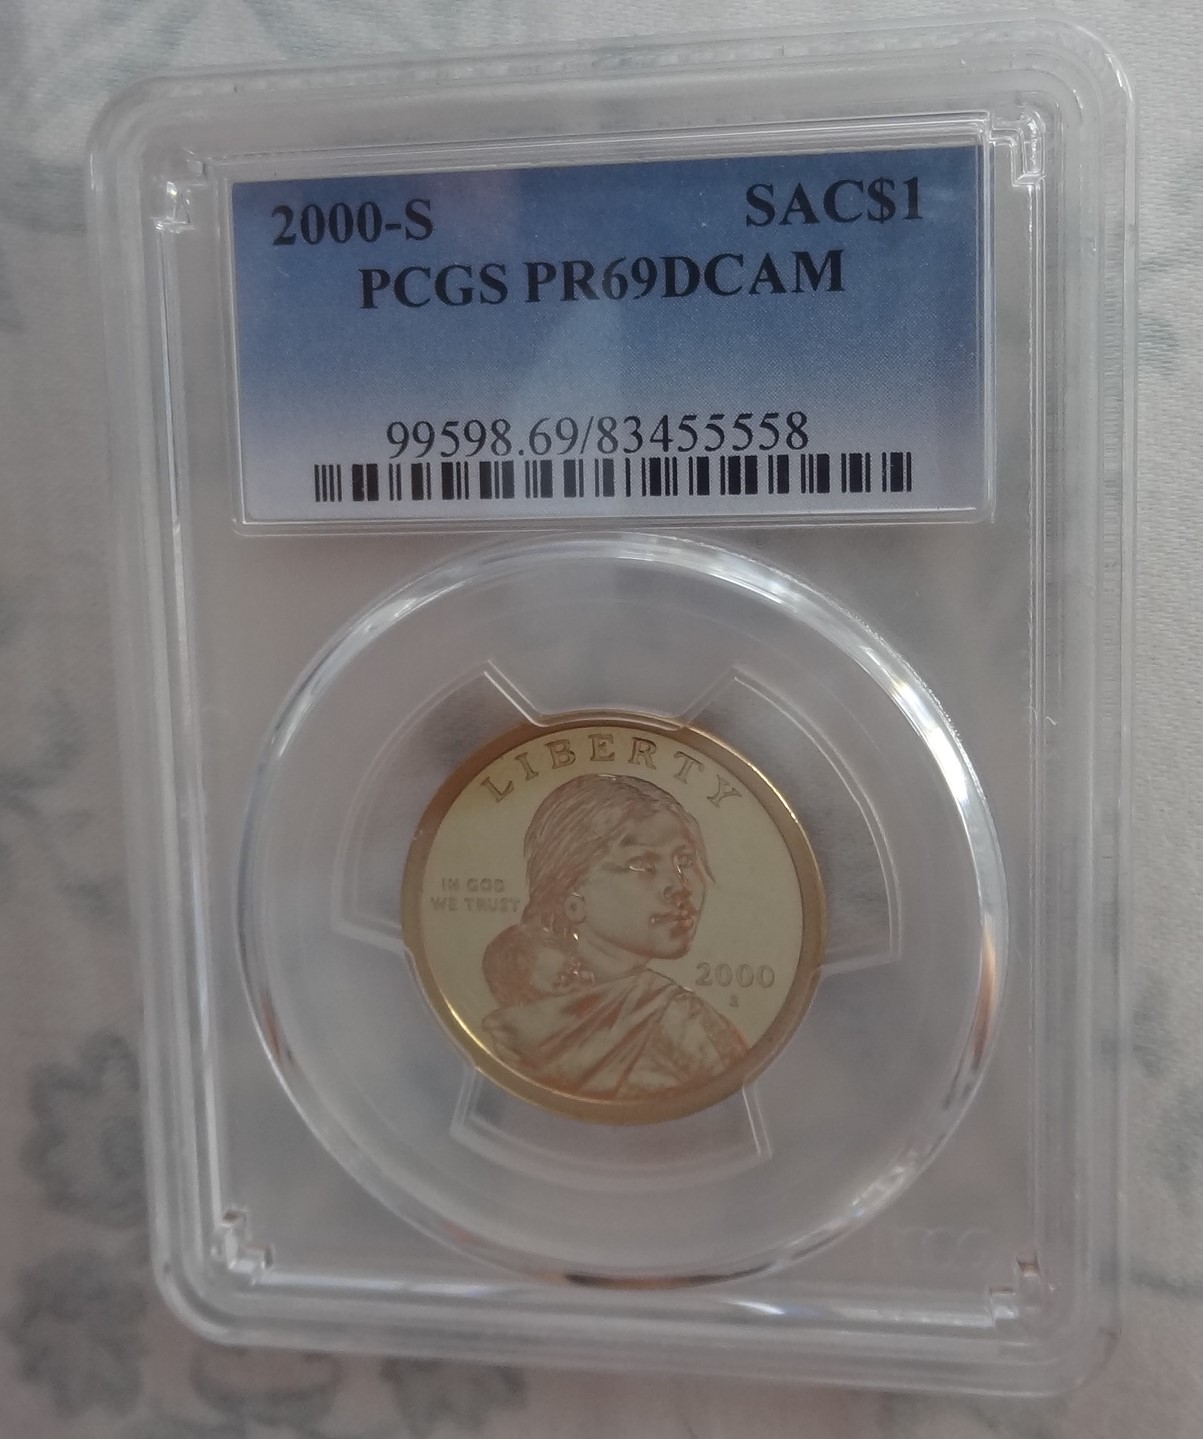 2000-S SAC$1
PCGS PR69DCAM
99598.69/83455558
LIBERTY
IN GOD
WE TRUST
2000
S